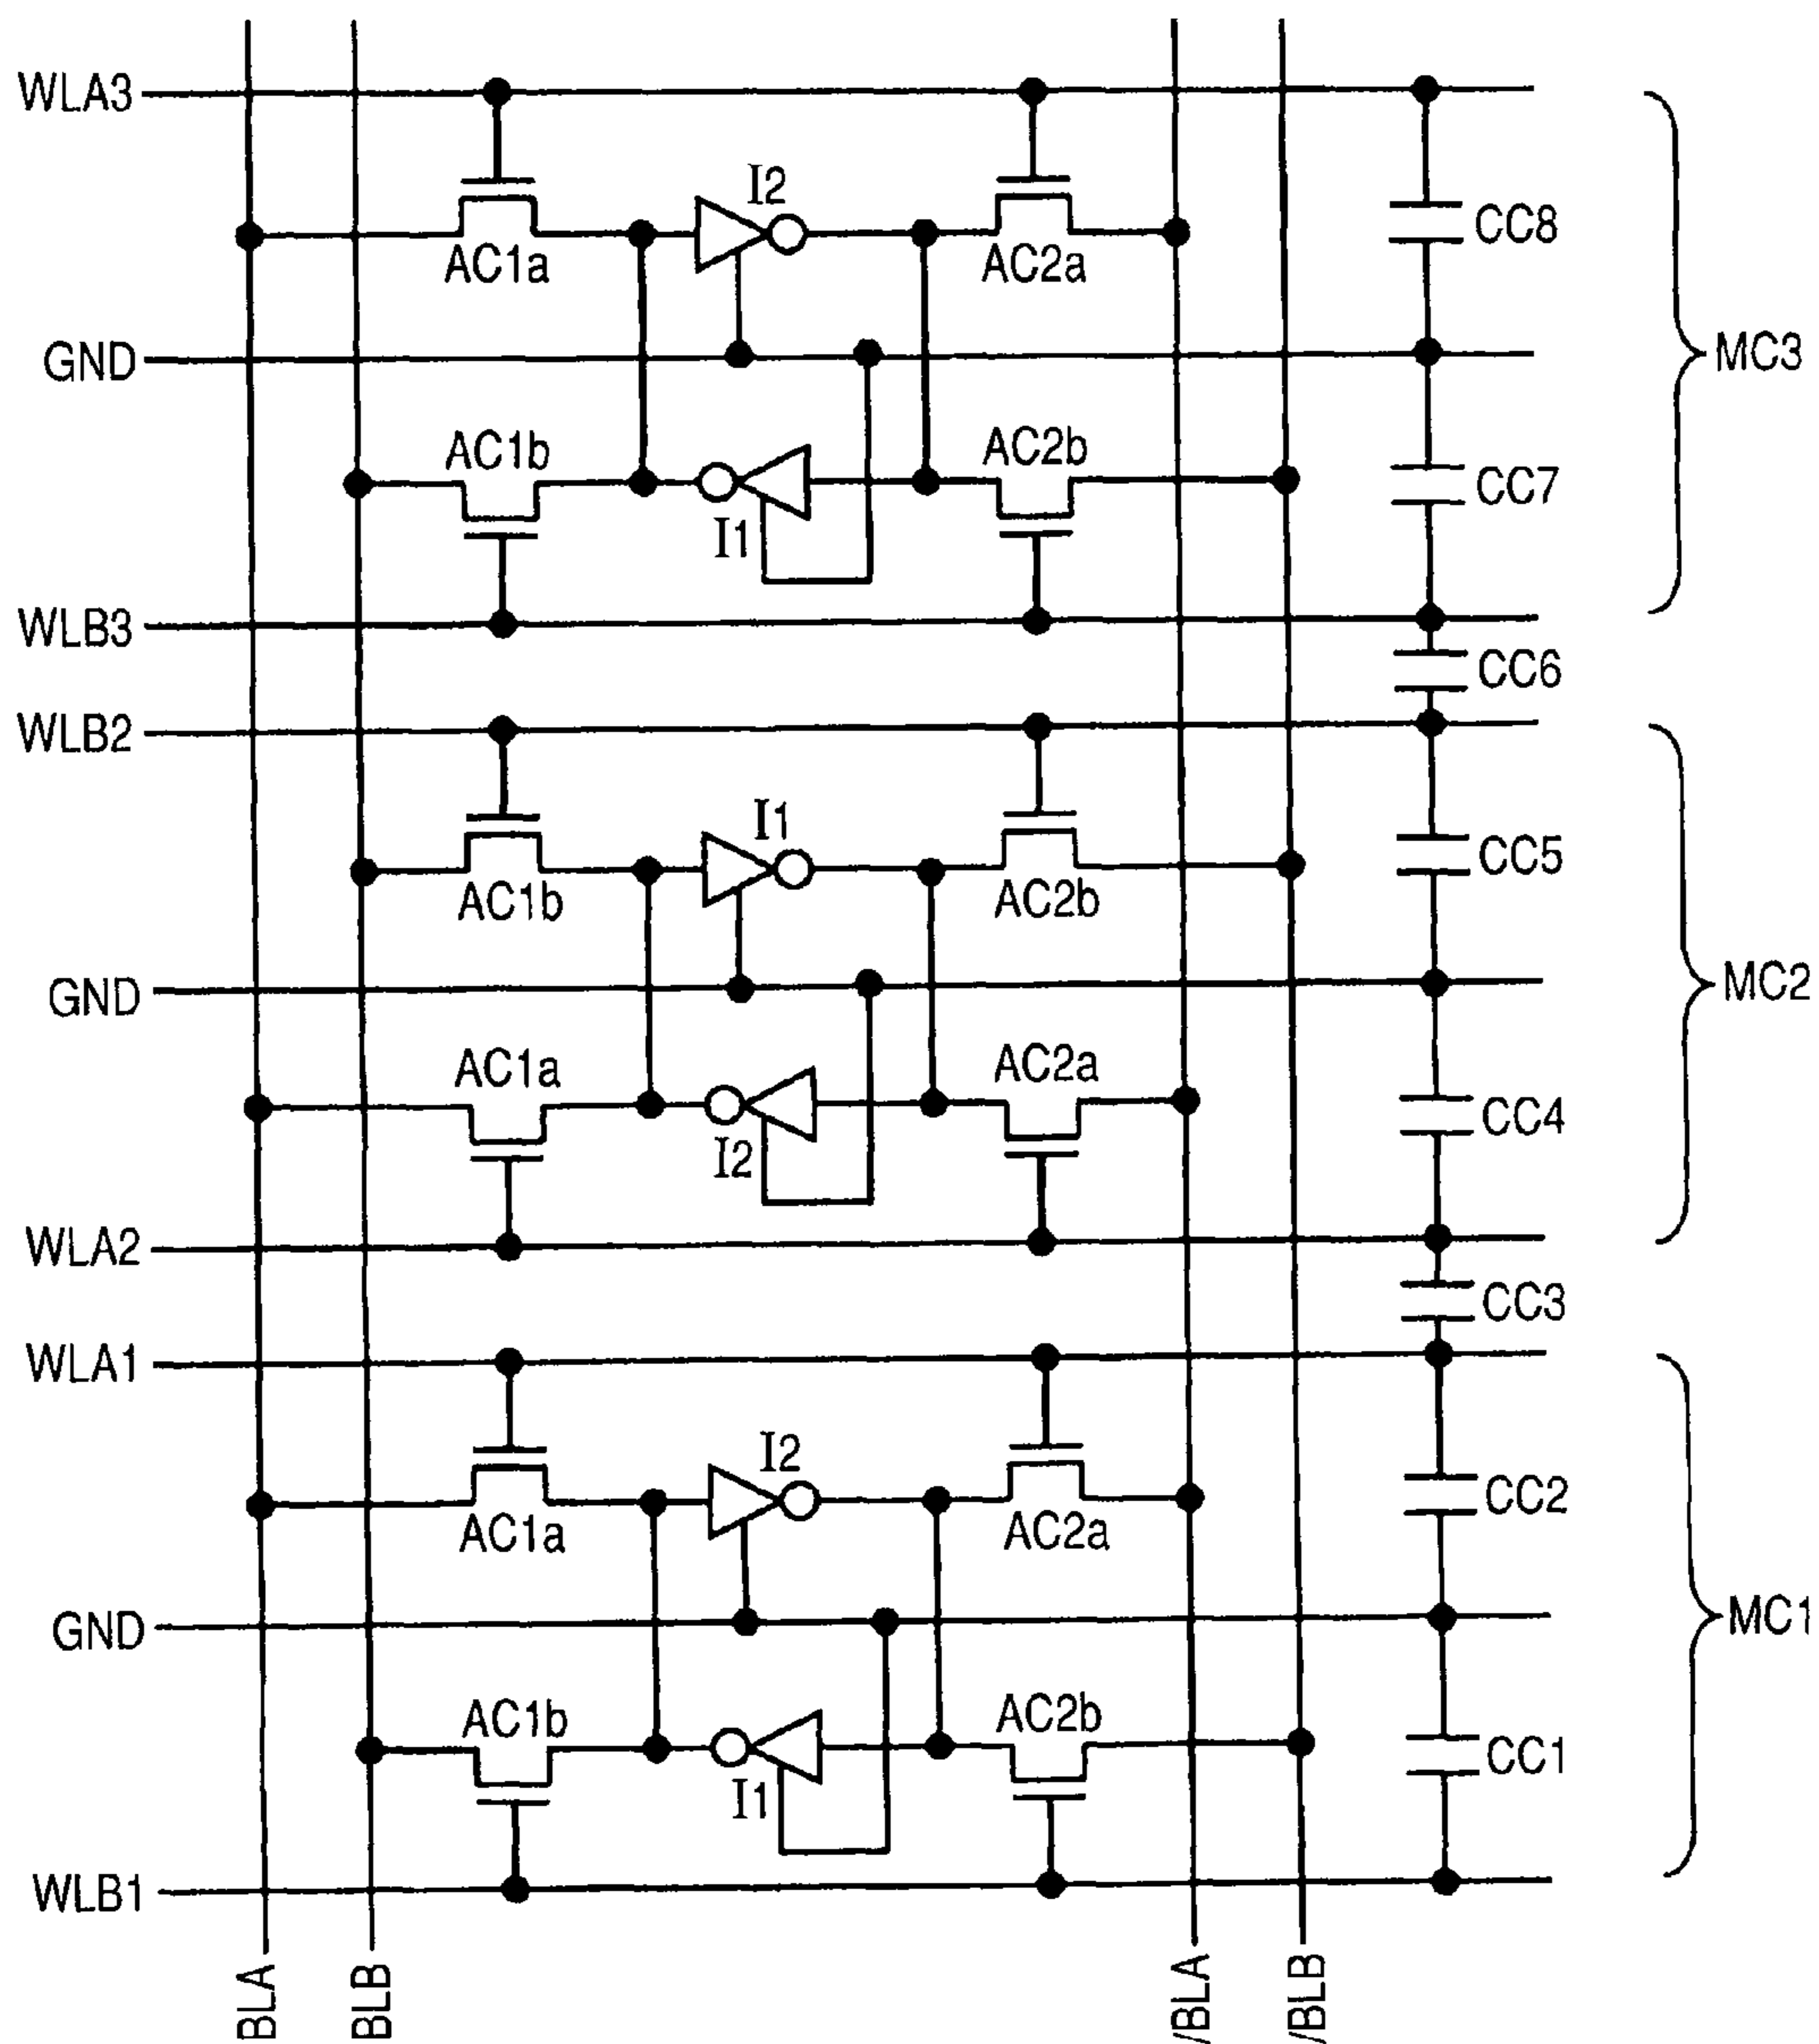 WLA3
I2
CC8
AC1a
AC2a
GND
MC3
AC1b
AC2b
CC7
I1
WLB3
CC6
WLB2
I1
CC5
AC1b
AC2b
GND
MC2
AC1a
AC2a
CC4
I2
WLA2
CC3
WLA1
I2
CC2
AC1a
AC2a
GND
MC1
AC1b
AC2b
CC1
I1
WLB1
BLA
BLB
/BLA
/BLB